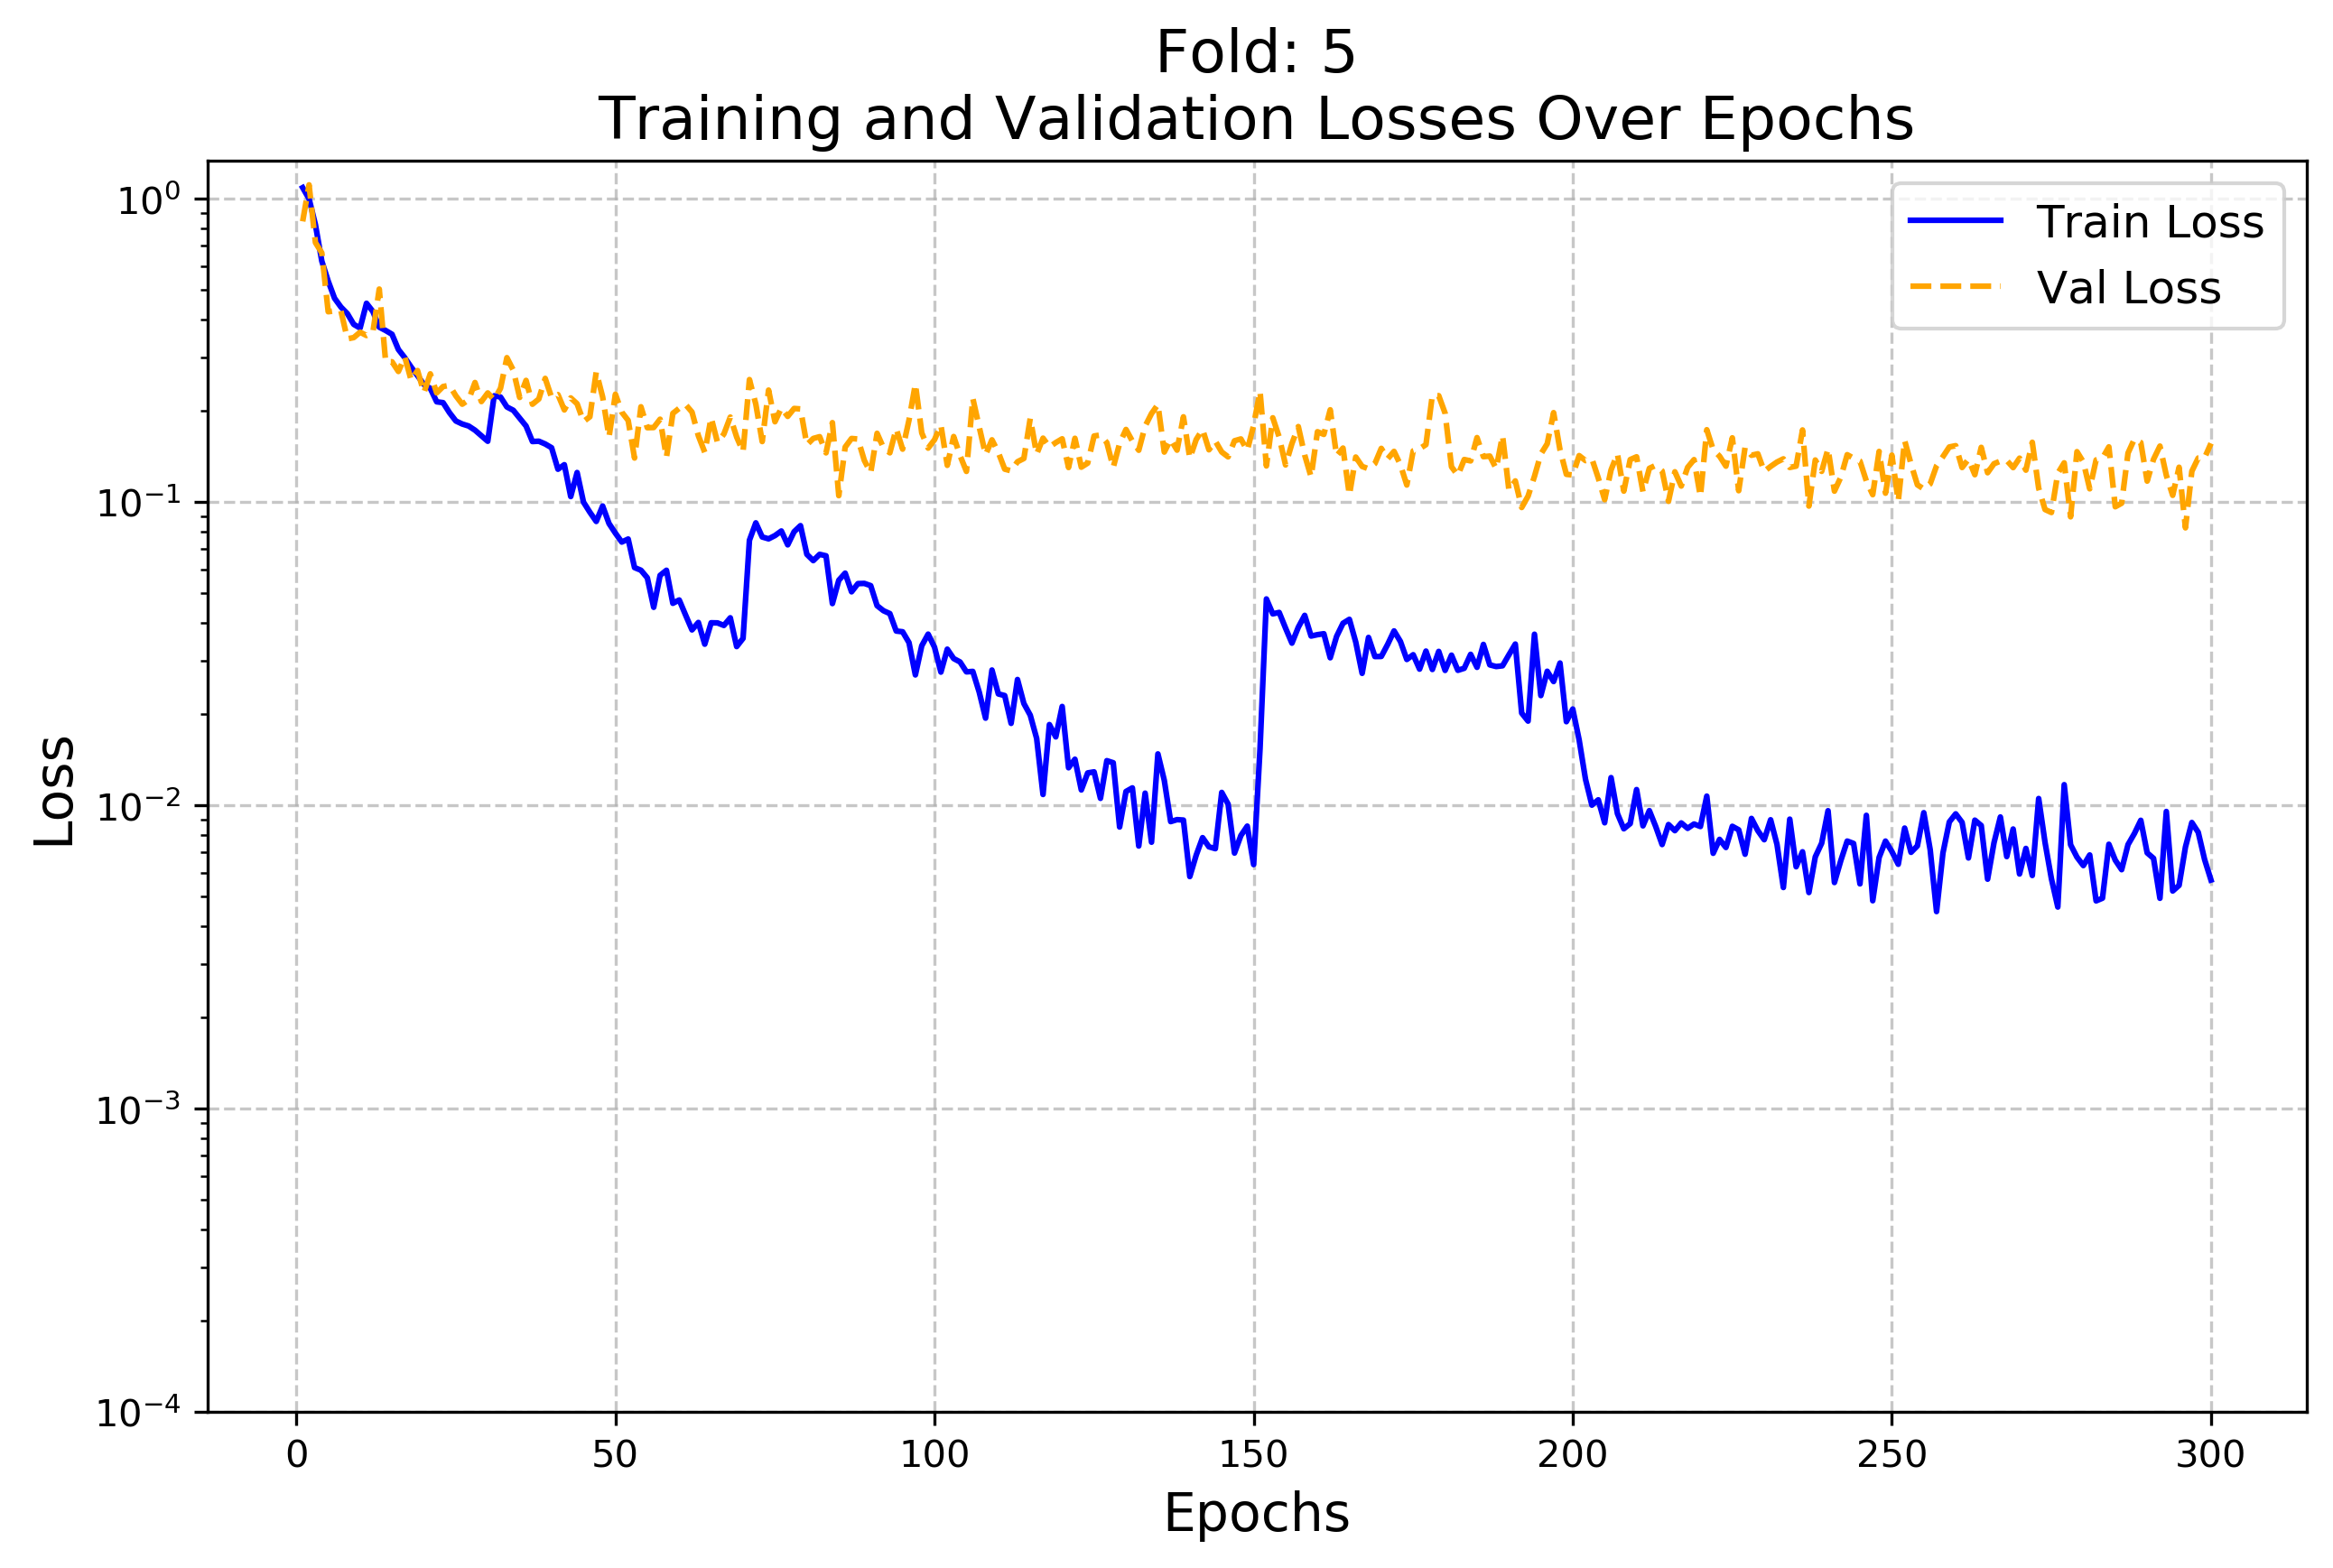 Fold: 5
Training and Validation Losses Over Epochs
Train Loss
Val Loss
10⁰
10⁻¹
10⁻²
10⁻³
10⁻⁴
Loss
0 50 100 150 200 250 300
Epochs